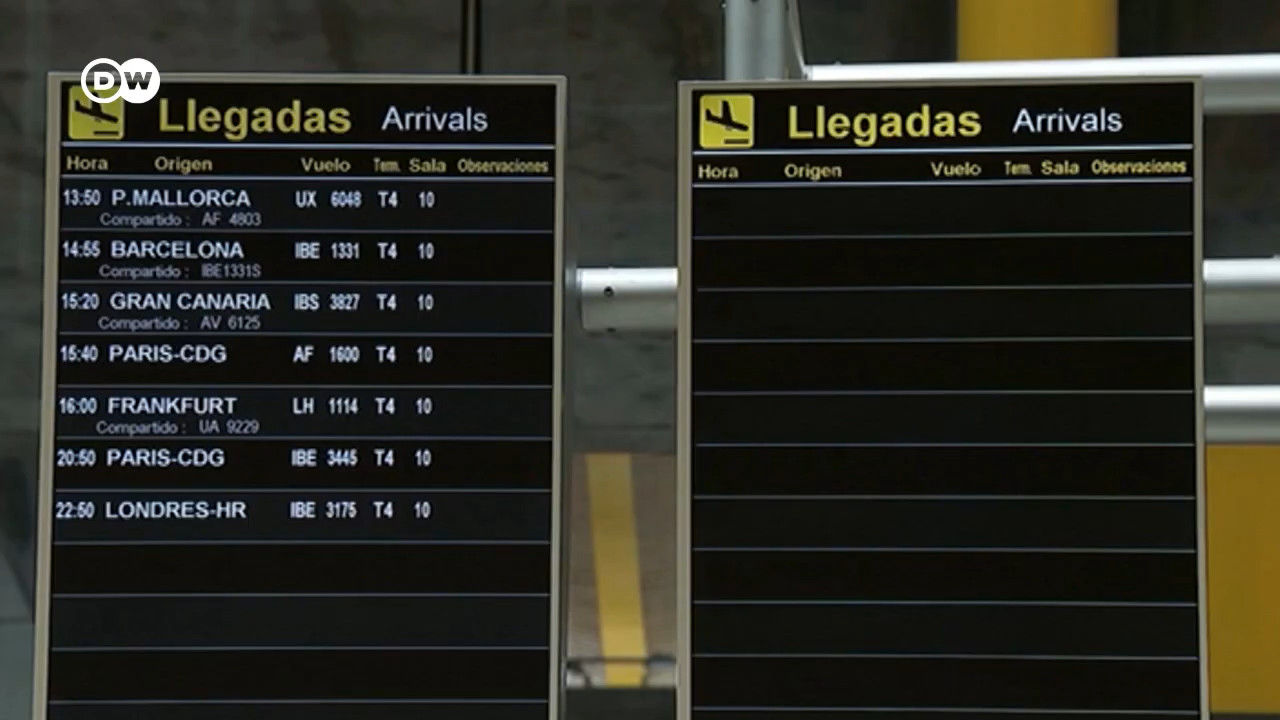 DW
Llegadas Arrivals
Hora Origen Vuelo Term. Sala Observaciones
13:50 P.MALLORCA UX 6048 T4 10
Compartido : AF 4803
14:55 BARCELONA IBE 1331 T4 10
Compartido : IBE1331S
15:20 GRAN CANARIA IBS 3827 T4 10
Compartido : AV 6125
15:40 PARIS-CDG AF 1600 T4 10
16:00 FRANKFURT LH 1114 T4 10
Compartido : UA 9229
20:50 PARIS-CDG IBE 3445 T4 10
22:50 LONDRES-HR IBE 3175 T4 10
Llegadas Arrivals
Hora Origen Vuelo Term. Sala Observaciones